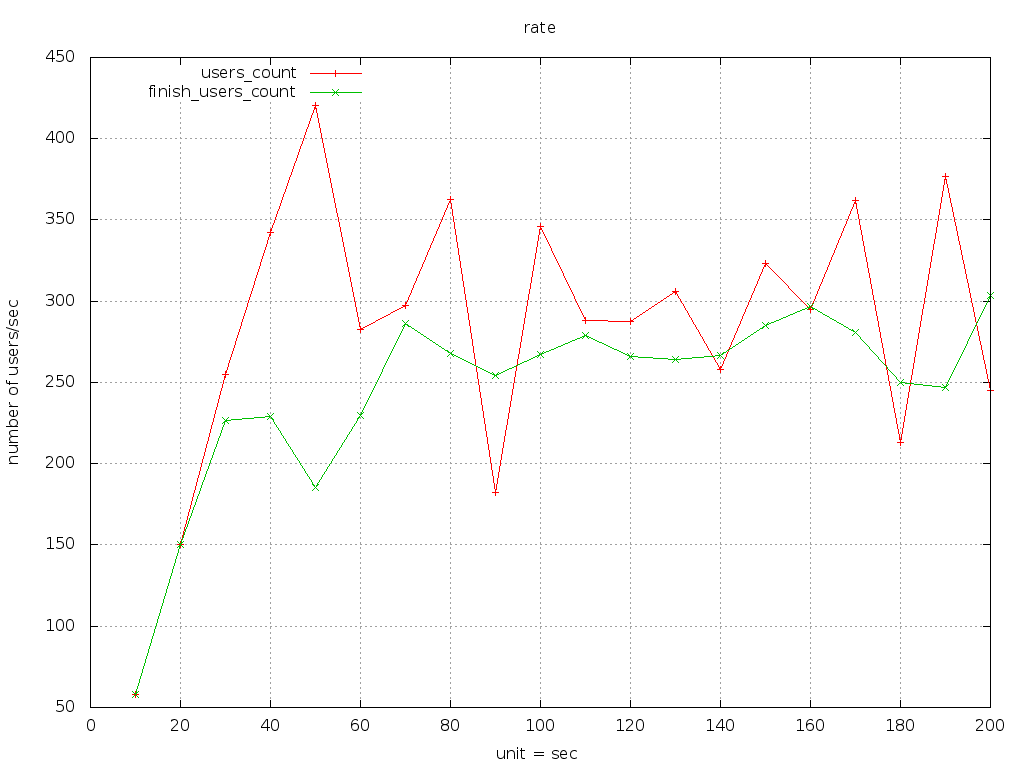 rate
users_count
finish_users_count
450
400
350
300
250
200
150
100
50
0 20 40 60 80 100 120 140 160 180 200
number of users/sec
unit = sec